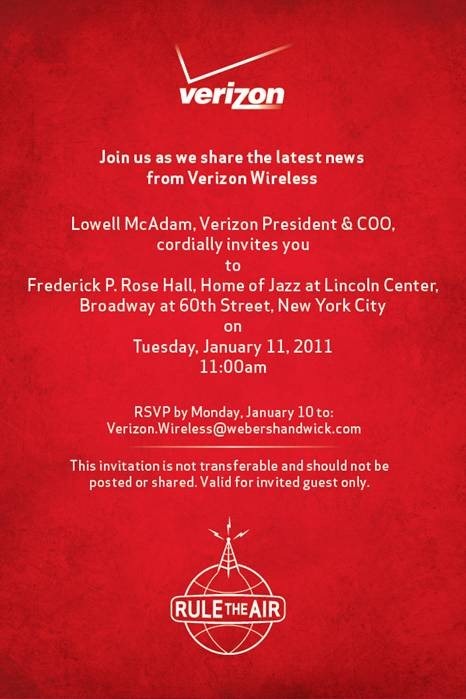 verizon
Join us as we share the latest news
from Verizon Wireless
Lowell McAdam, Verizon President & COO,
cordially invites you
to
Frederick P. Rose Hall, Home of Jazz at Lincoln Center,
Broadway at 60th Street, New York City
on
Tuesday, January 11, 2011
11:00am
RSVP by Monday, January 10 to:
Verizon.Wireless@webershandwick.com
This invitation is not transferable and should not be
posted or shared. Valid for invited guest only.
RULE THE AIR